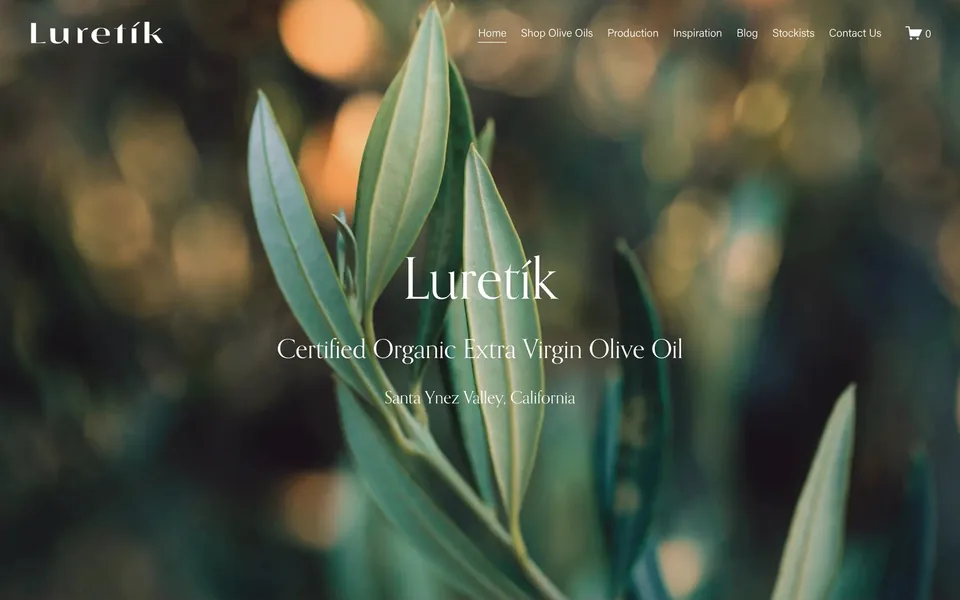 Luretík
Home Shop Olive Oils Production Inspiration Blog Stockists Contact Us 0
Luretík
Certified Organic Extra Virgin Olive Oil
Santa Ynez Valley, California